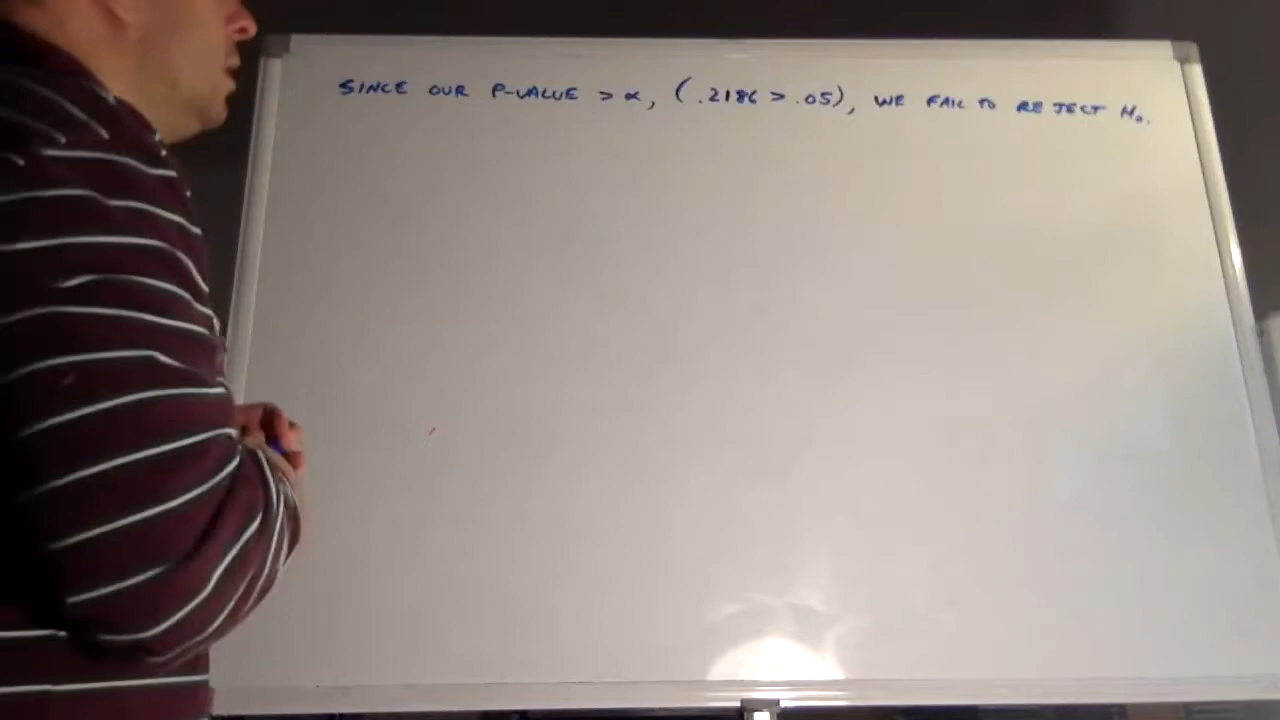 SINCE OUR P-VALUE > α, (.2186 > .05), WE FAIL TO REJECT H₀.